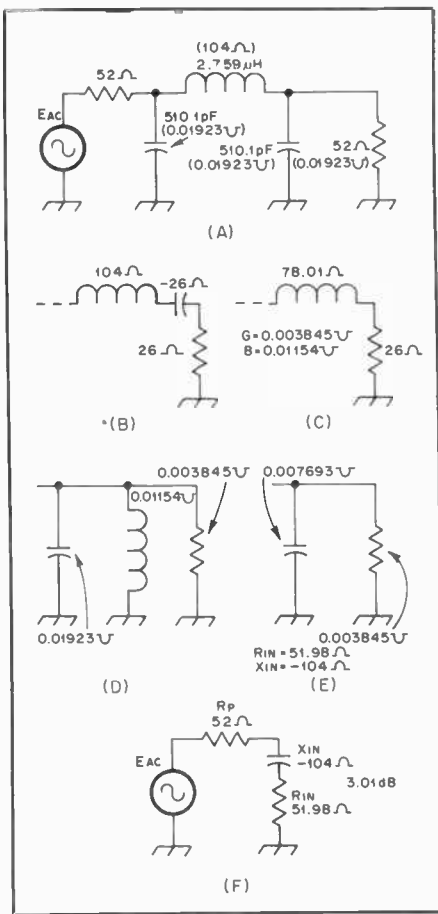 (104Ω)
2.759μH
52Ω
EAC
510.1pF
(0.01923℧)
510.1pF
(0.01923℧)
52Ω
(0.01923℧)
(A)
104Ω
-26Ω
26Ω
(B)
78.01Ω
G=0.003845℧
B=0.01154℧
26Ω
(C)
0.003845℧
0.01154℧
0.01923℧
(D)
0.007693℧
0.003845℧
RIN = 51.98Ω
XIN = -104Ω
(E)
RP
52Ω
EAC
XIN
-104Ω
3.01dB
RIN
51.98Ω
(F)